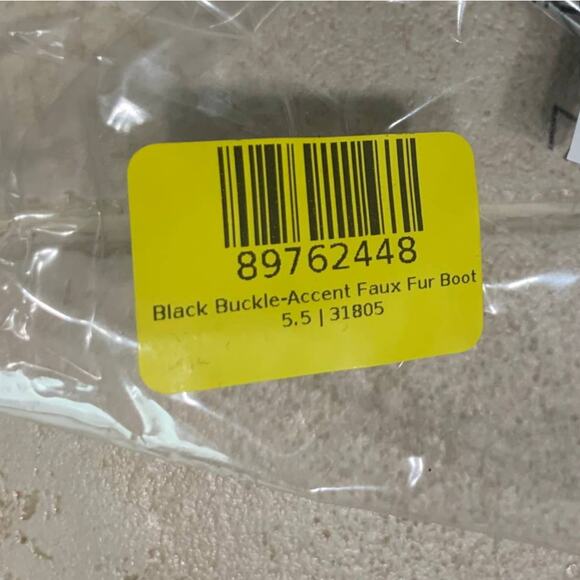 89762448
Black Buckle-Accent Faux Fur Boot
5.5 | 31805